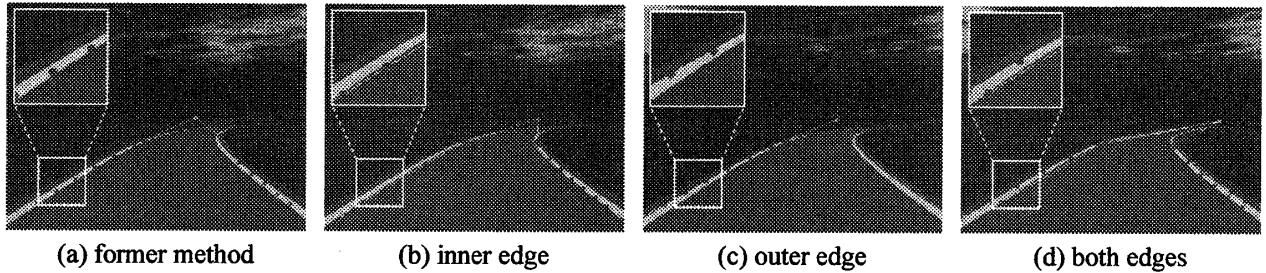 (a) former method
(b) inner edge
(c) outer edge
(d) both edges